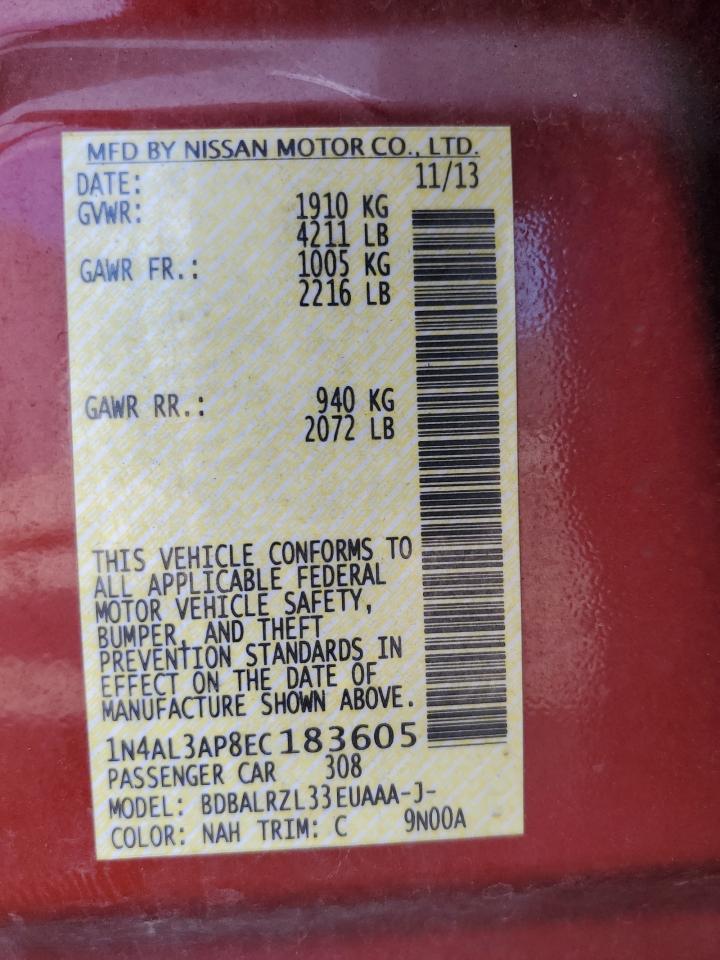 MFD BY NISSAN MOTOR CO., LTD.
DATE: 11/13
GVWR: 1910 KG
4211 LB
GAWR FR.: 1005 KG
2216 LB
GAWR RR.: 940 KG
2072 LB
THIS VEHICLE CONFORMS TO
ALL APPLICABLE FEDERAL
MOTOR VEHICLE SAFETY,
BUMPER, AND THEFT
PREVENTION STANDARDS IN
EFFECT ON THE DATE OF
MANUFACTURE SHOWN ABOVE.
1N4AL3AP8EC183605
PASSENGER CAR 308
MODEL: BDBALRZL33EUAAA-J-
COLOR: NAH TRIM: C 9N00A